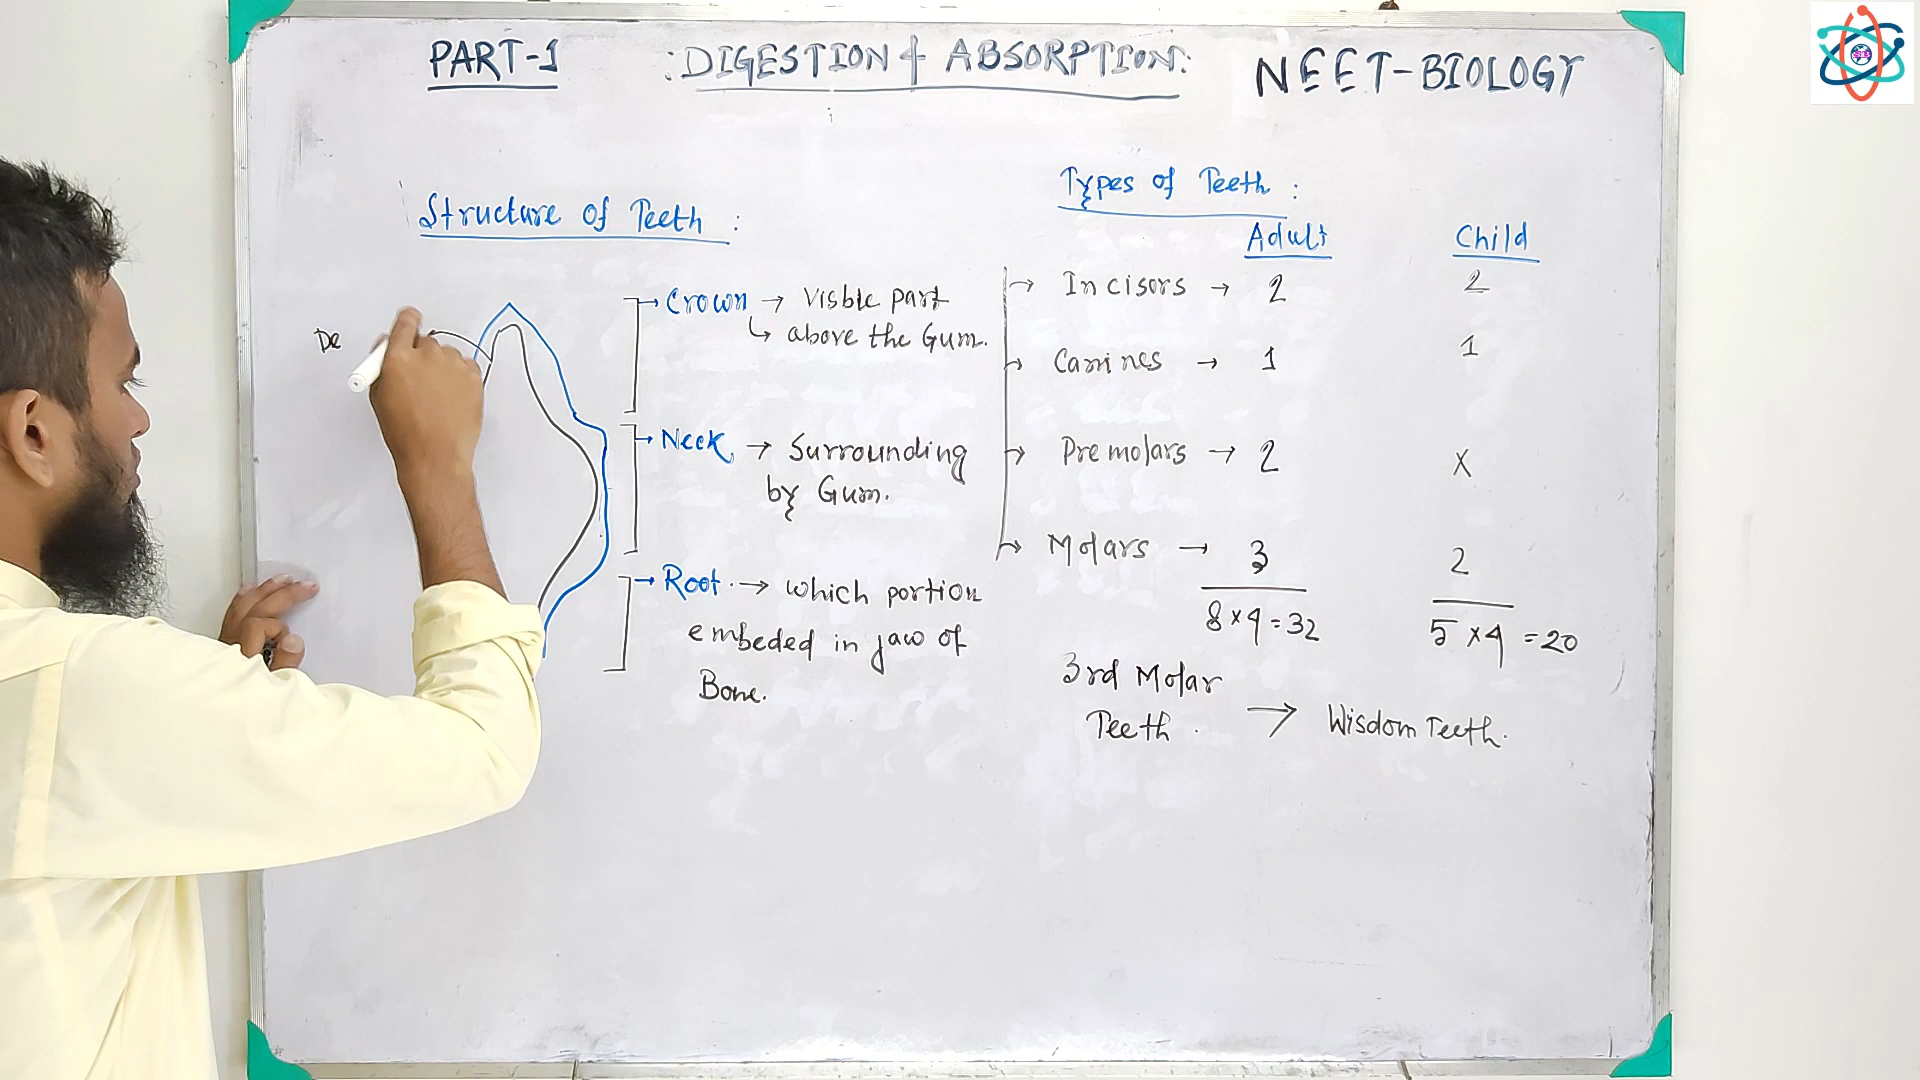 PART-1 :DIGESTION & ABSORPTION: NEET-BIOLOGY
Structure of Teeth :
De
Crown → Visble part
↳ above the Gum.
Neck → Surrounding
by Gum.
Root. → which portion
embeded in jaw of
Bone.
Types of Teeth :
Adult Child
→ Incisors → 2 2
→ Canines → 1 1
→ Premolars → 2 X
→ Molars → 3 2
8×4=32 5×4=20
3rd Molar
Teeth. → Wisdom Teeth.